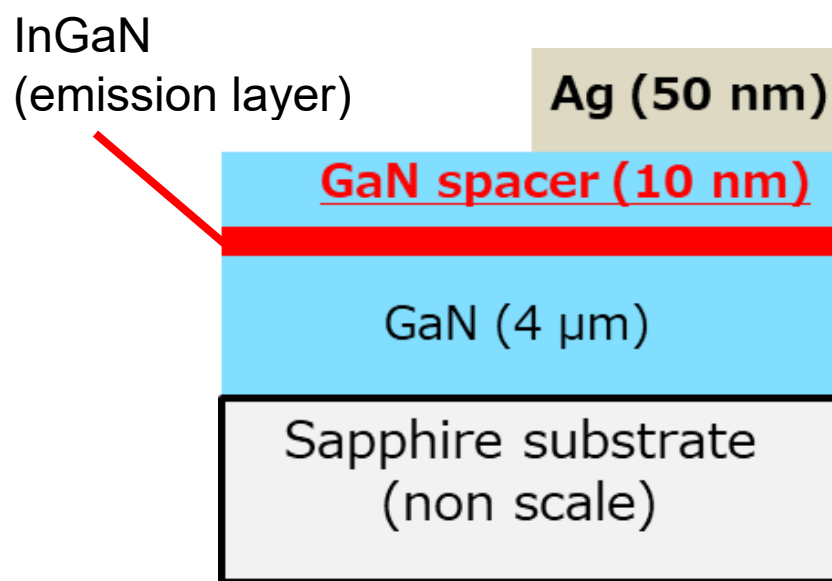 InGaN
(emission layer)
Ag (50 nm)
GaN spacer (10 nm)
GaN (4 μm)
Sapphire substrate
(non scale)